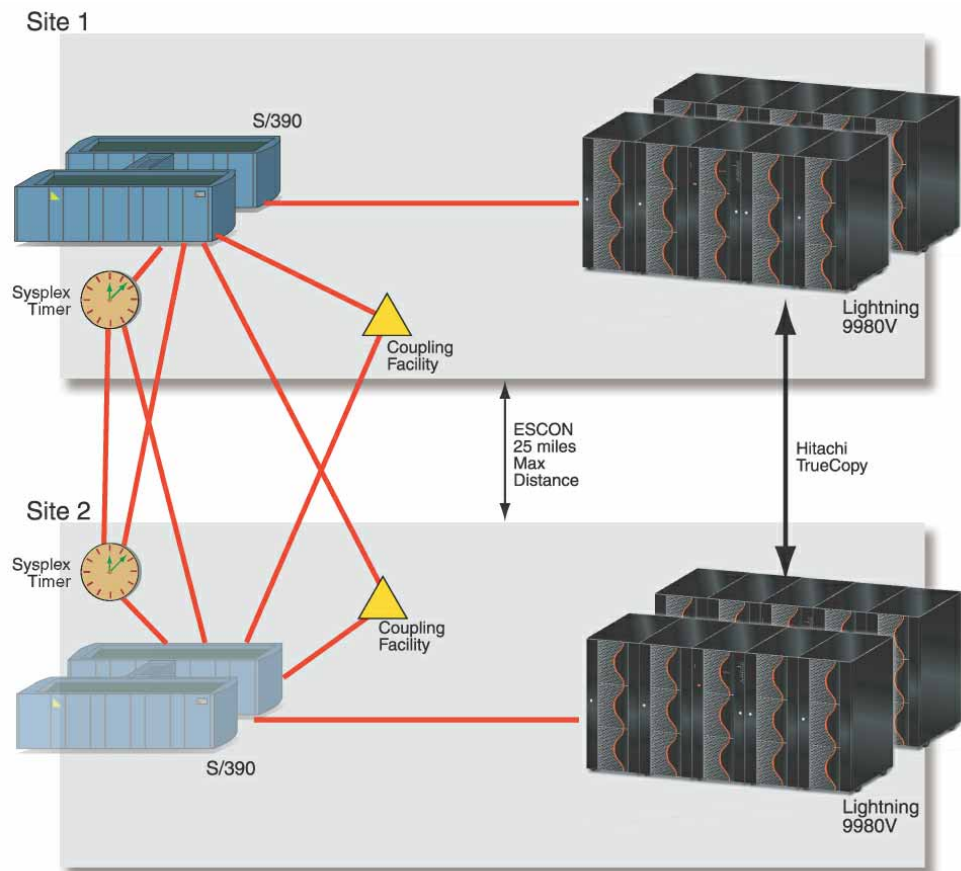 Site 1
S/390
Sysplex
Timer
Coupling
Facility
Lightning
9980V
ESCON
25 miles
Max
Distance
Hitachi
TrueCopy
Site 2
Sysplex
Timer
Coupling
Facility
S/390
Lightning
9980V